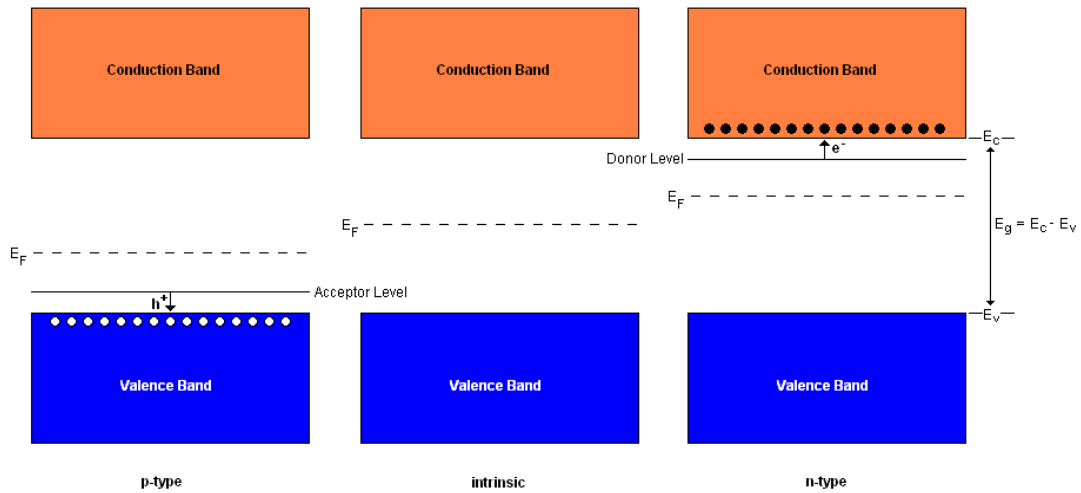 Conduction Band
Conduction Band
Conduction Band
E_c
e⁻
Donor Level
E_F
E_g = E_c - E_v
E_F
E_F
Acceptor Level
h⁺
E_v
Valence Band
Valence Band
Valence Band
p-type
intrinsic
n-type